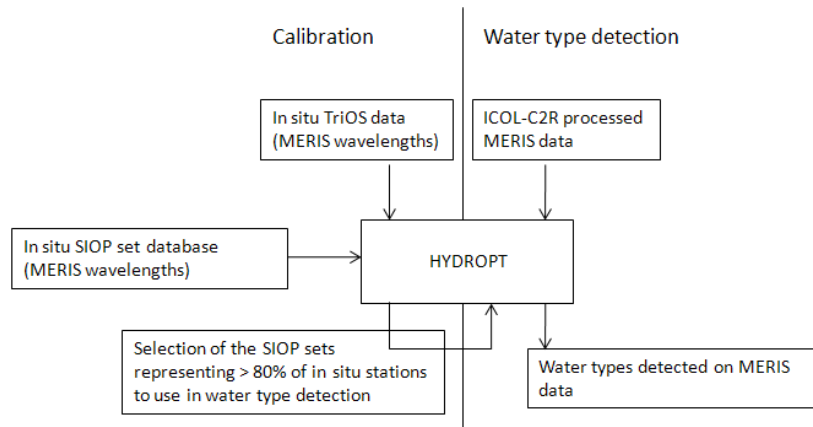 Calibration
Water type detection
In situ TriOS data
(MERIS wavelengths)
ICOL-C2R processed
MERIS data
In situ SIOP set database
(MERIS wavelengths)
HYDROPT
Selection of the SIOP sets
representing > 80% of in situ stations
to use in water type detection
Water types detected on MERIS
data